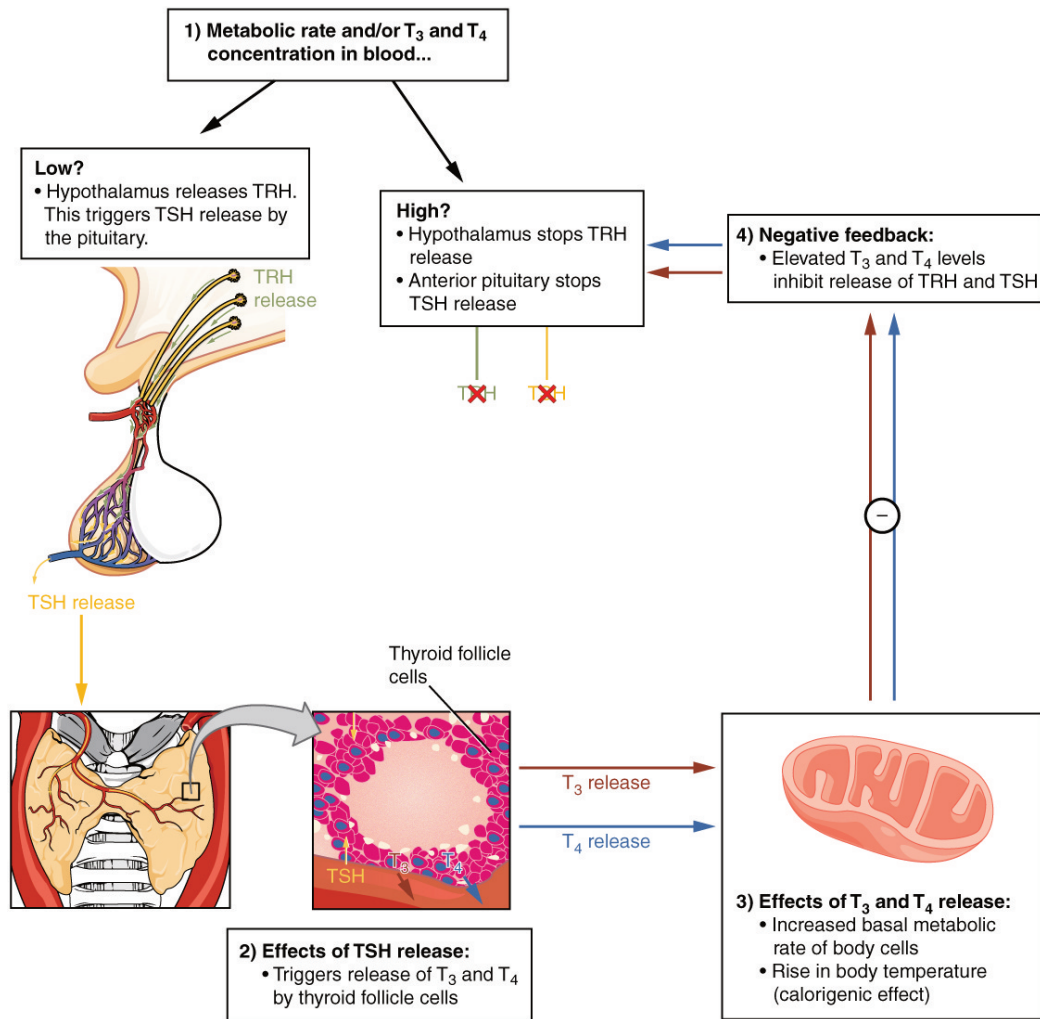 1) Metabolic rate and/or T₃ and T₄
concentration in blood...
Low?
• Hypothalamus releases TRH.
This triggers TSH release by
the pituitary.
High?
• Hypothalamus stops TRH
release
• Anterior pituitary stops
TSH release
4) Negative feedback:
• Elevated T₃ and T₄ levels
inhibit release of TRH and TSH
TRH
release
TRH
TSH
−
TSH release
Thyroid follicle
cells
T₃ release
T₄ release
TSH
T₃
T₄
2) Effects of TSH release:
• Triggers release of T₃ and T₄
by thyroid follicle cells
3) Effects of T₃ and T₄ release:
• Increased basal metabolic
rate of body cells
• Rise in body temperature
(calorigenic effect)